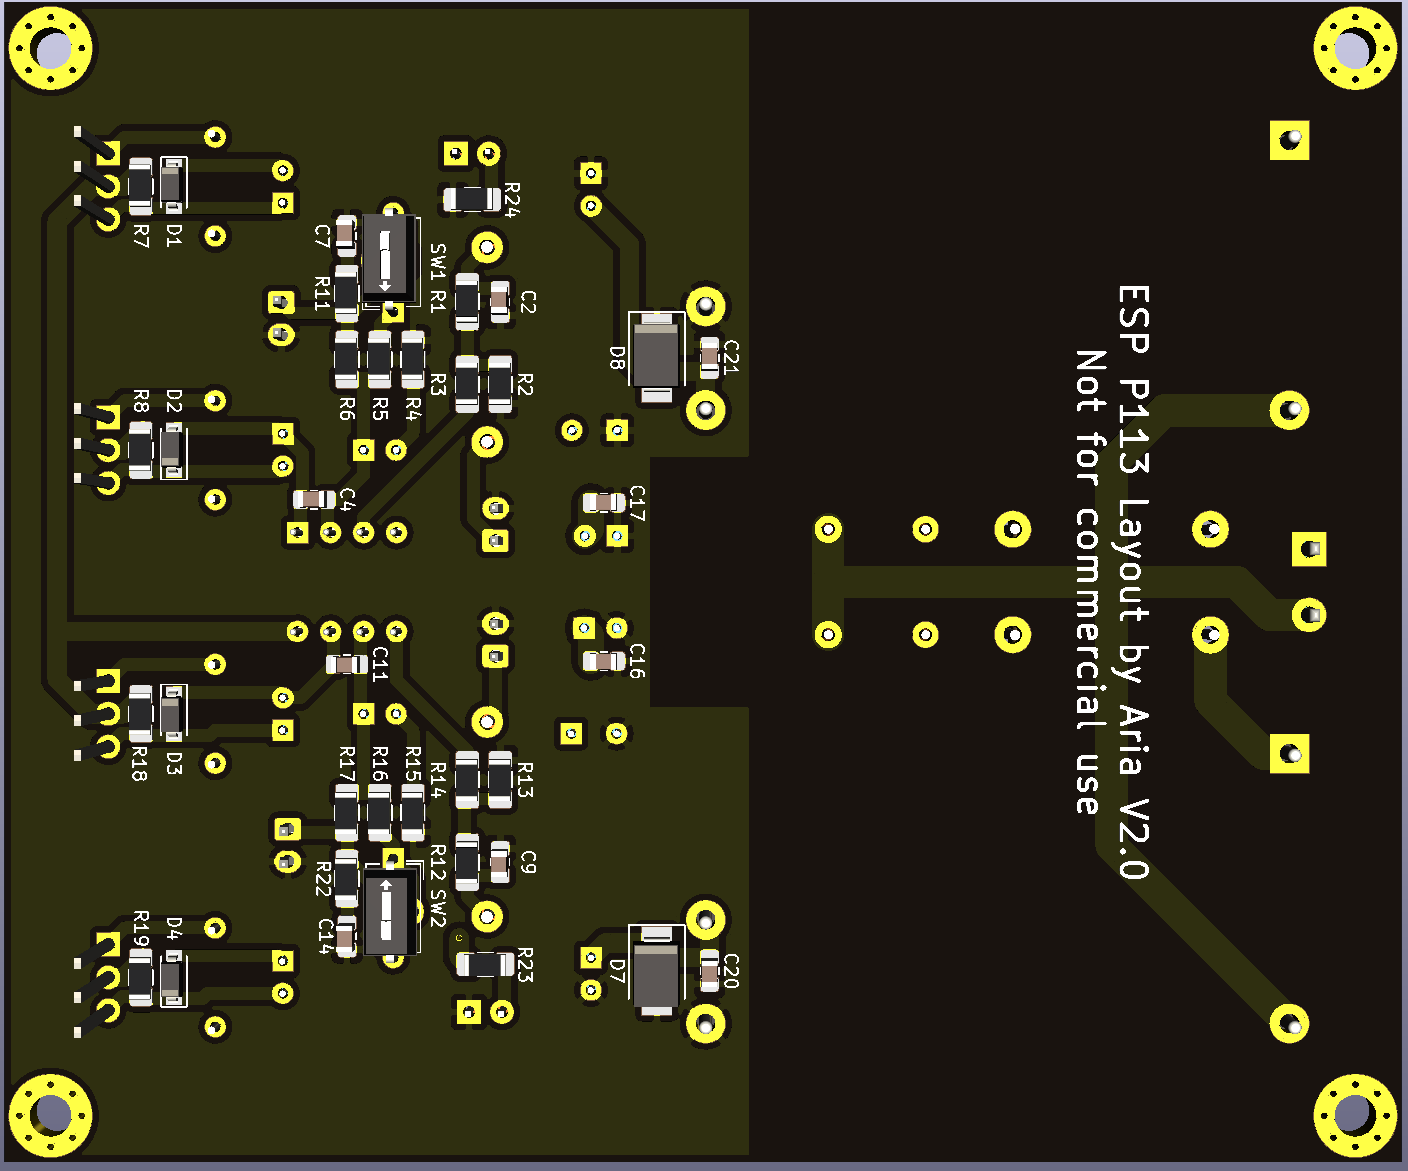 ESP P113 Layout by Aria V2.0
Not for commercial use
R7
D1
C7
R11
SW1
R1
R24
C2
R6
R5
R4
R3
R2
D8
C21
R8
D2
C4
C17
C11
C16
R18
D3
R17
R16
R15
R14
R13
R22
R12
C9
C14
SW2
R19
D4
R23
D7
C20